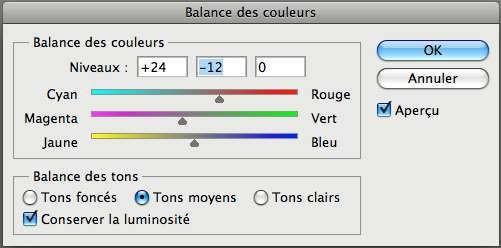 Balance des couleurs
Balance des couleurs
Niveaux : +24 -12 0
Cyan Rouge
Magenta Vert
Jaune Bleu
OK
Annuler
Aperçu
Balance des tons
Tons foncés Tons moyens Tons clairs
Conserver la luminosité